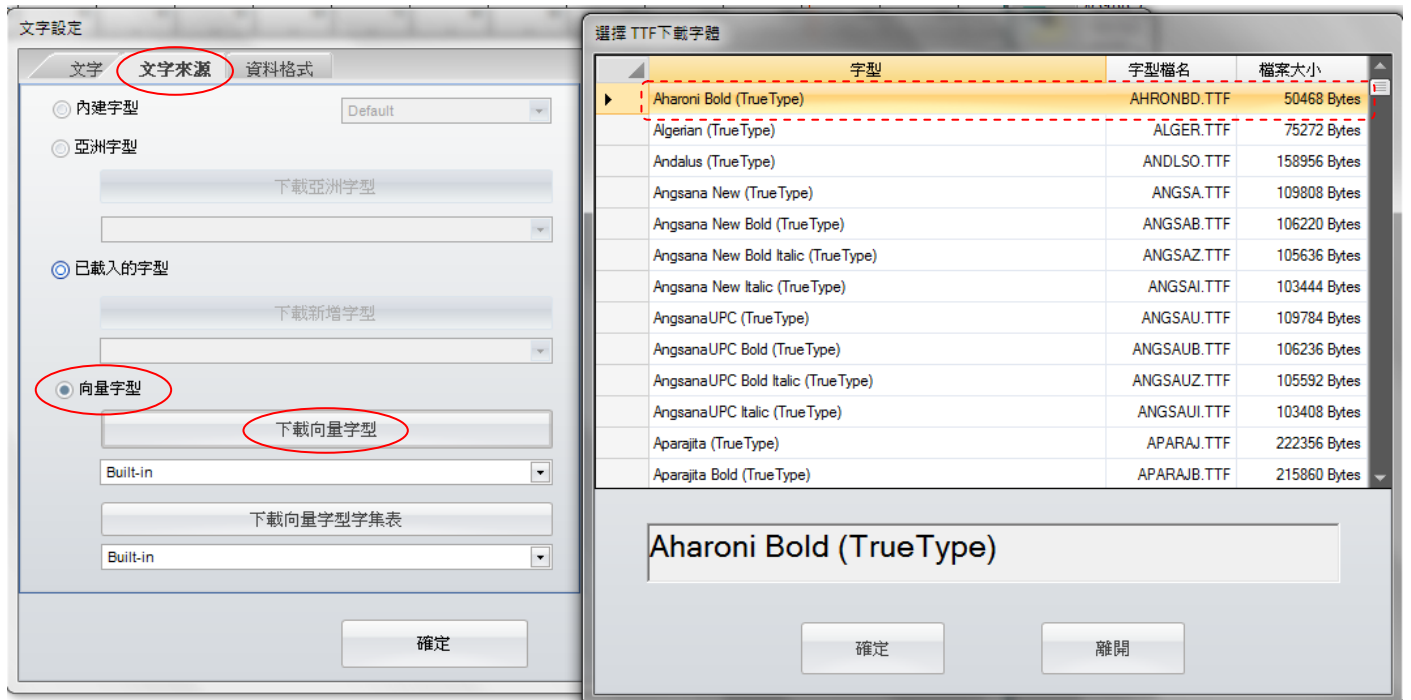 文字設定
文字 文字來源 資料格式
內建字型 Default
亞洲字型
下載亞洲字型
已載入的字型
下載新增字型
向量字型
下載向量字型
Built-in
下載向量字型字集表
Built-in
確定
選擇 TTF下載字體
字型 字型檔名 檔案大小
Aharoni Bold (TrueType) AHRONBD.TTF 50468 Bytes
Algerian (TrueType) ALGER.TTF 75272 Bytes
Andalus (TrueType) ANDLSO.TTF 158956 Bytes
Angsana New (TrueType) ANGSA.TTF 109808 Bytes
Angsana New Bold (TrueType) ANGSAB.TTF 106220 Bytes
Angsana New Bold Italic (TrueType) ANGSAZ.TTF 105636 Bytes
Angsana New Italic (TrueType) ANGSAI.TTF 103444 Bytes
AngsanaUPC (TrueType) ANGSAU.TTF 109784 Bytes
AngsanaUPC Bold (TrueType) ANGSAUB.TTF 106236 Bytes
AngsanaUPC Bold Italic (TrueType) ANGSAUZ.TTF 105592 Bytes
AngsanaUPC Italic (TrueType) ANGSAUI.TTF 103408 Bytes
Aparajita (TrueType) APARAJ.TTF 222356 Bytes
Aparajita Bold (TrueType) APARAJB.TTF 215860 Bytes
Aharoni Bold (TrueType)
確定 離開